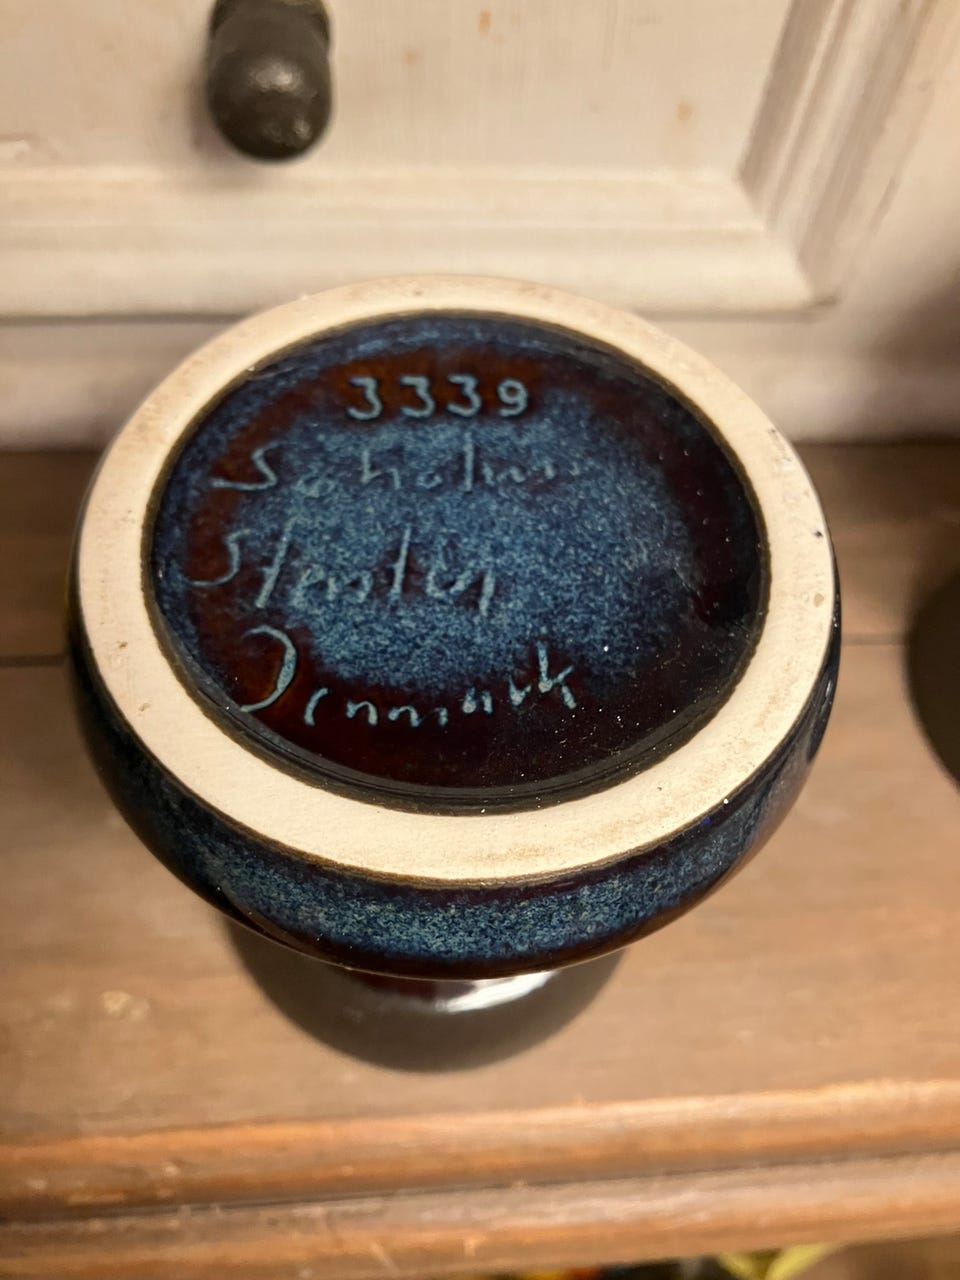 3339
Søholm
Stentøj
Denmark